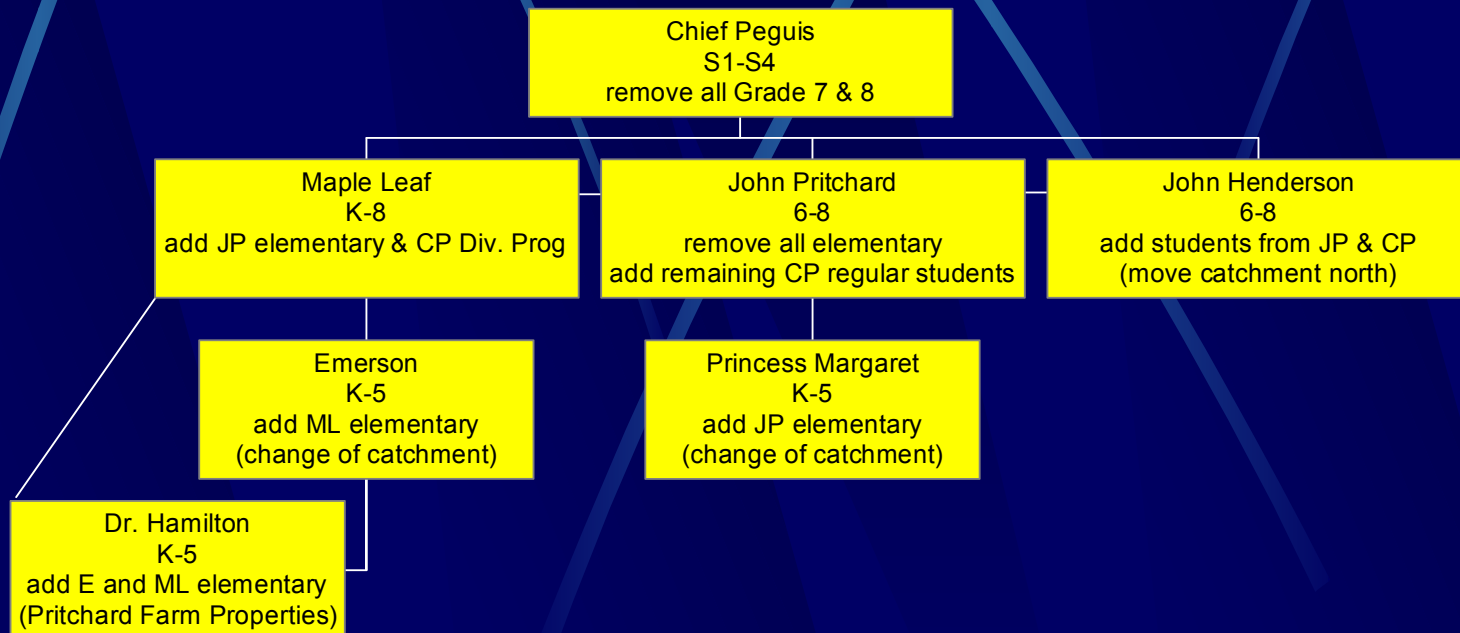 Chief Peguis
S1-S4
remove all Grade 7 & 8
Maple Leaf
K-8
add JP elementary & CP Div. Prog
John Pritchard
6-8
remove all elementary
add remaining CP regular students
John Henderson
6-8
add students from JP & CP
(move catchment north)
Emerson
K-5
add ML elementary
(change of catchment)
Princess Margaret
K-5
add JP elementary
(change of catchment)
Dr. Hamilton
K-5
add E and ML elementary
(Pritchard Farm Properties)